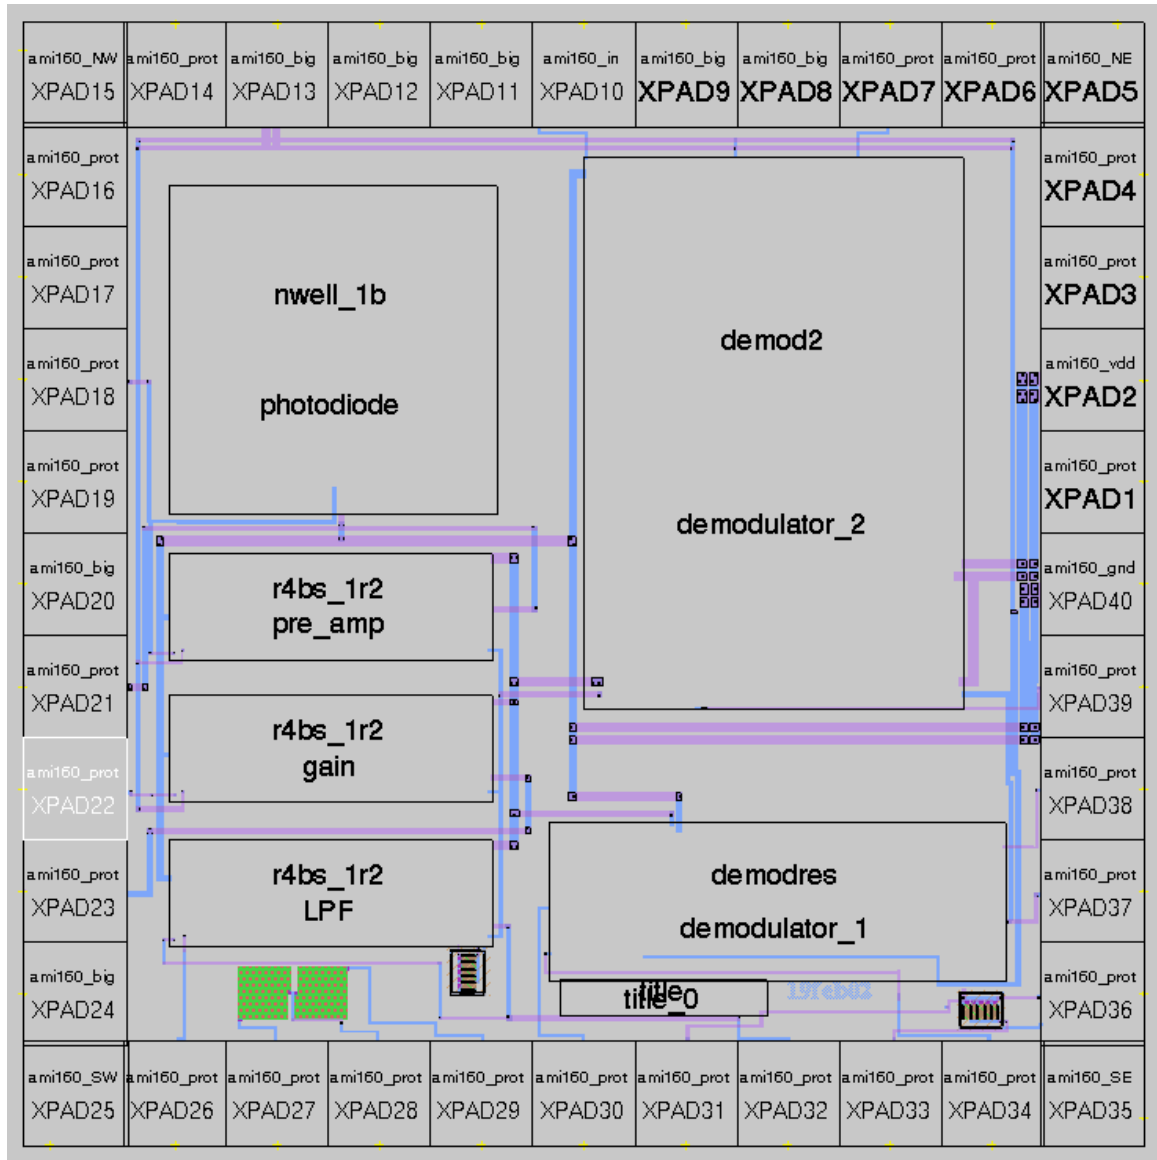 ami160_NW ami160_prot ami160_big ami160_big ami160_big ami160_in ami160_big ami160_big ami160_prot ami160_prot ami160_NE
XPAD15 XPAD14 XPAD13 XPAD12 XPAD11 XPAD10 XPAD9 XPAD8 XPAD7 XPAD6 XPAD5
ami160_prot ami160_prot
XPAD16 XPAD4
ami160_prot ami160_prot
XPAD17 nwell_1b XPAD3
demod2
ami160_prot ami160_vdd
XPAD18 photodiode XPAD2
ami160_prot ami160_prot
XPAD19 XPAD1
demodulator_2
ami160_big ami160_gnd
XPAD20 r4bs_1r2 XPAD40
pre_amp
ami160_prot ami160_prot
XPAD21 XPAD39
r4bs_1r2
gain
ami160_prot ami160_prot
XPAD22 XPAD38
ami160_prot r4bs_1r2 demodres ami160_prot
XPAD23 LPF XPAD37
demodulator_1
ami160_big ami160_prot
title
XPAD24 title_0 19feb02 XPAD36
ami160_SW ami160_prot ami160_prot ami160_prot ami160_prot ami160_prot ami160_prot ami160_prot ami160_prot ami160_prot ami160_SE
XPAD25 XPAD26 XPAD27 XPAD28 XPAD29 XPAD30 XPAD31 XPAD32 XPAD33 XPAD34 XPAD35